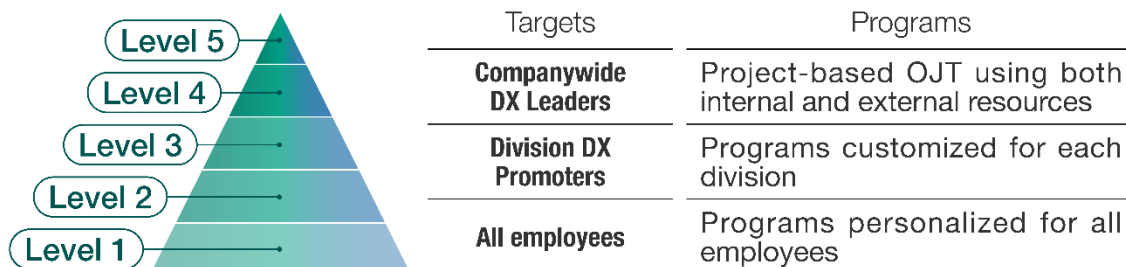 Level 5
Level 4
Level 3
Level 2
Level 1
Targets
Programs
Companywide
DX Leaders
Project-based OJT using both
internal and external resources
Division DX
Promoters
Programs customized for each
division
All employees
Programs personalized for all
employees